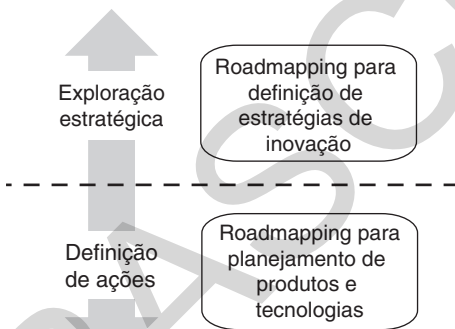 Exploração
estratégica
Roadmapping para
definição de
estratégias de
inovação
Definição
de ações
Roadmapping para
planejamento de
produtos e
tecnologias